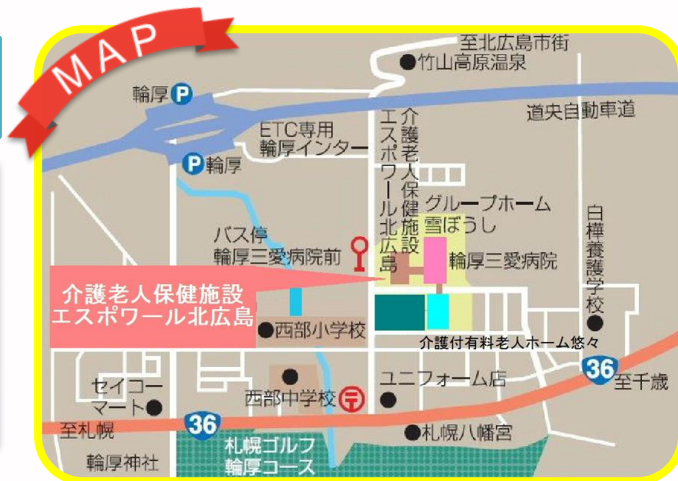 MAP
至北広島市街
竹山高原温泉
輪厚 P
道央自動車道
ETC専用
輪厚インター
P 輪厚
介護老人保健施設
エスポワール北広島
グループホーム
雪ぼうし
白樺養護学校
バス停
輪厚三愛病院前
輪厚三愛病院
介護老人保健施設
エスポワール北広島
西部小学校
介護付有料老人ホーム悠々
36
至千歳
セイコー
マート
西部中学校
〒
ユニフォーム店
36
至札幌
札幌八幡宮
札幌ゴルフ
輪厚コース
輪厚神社